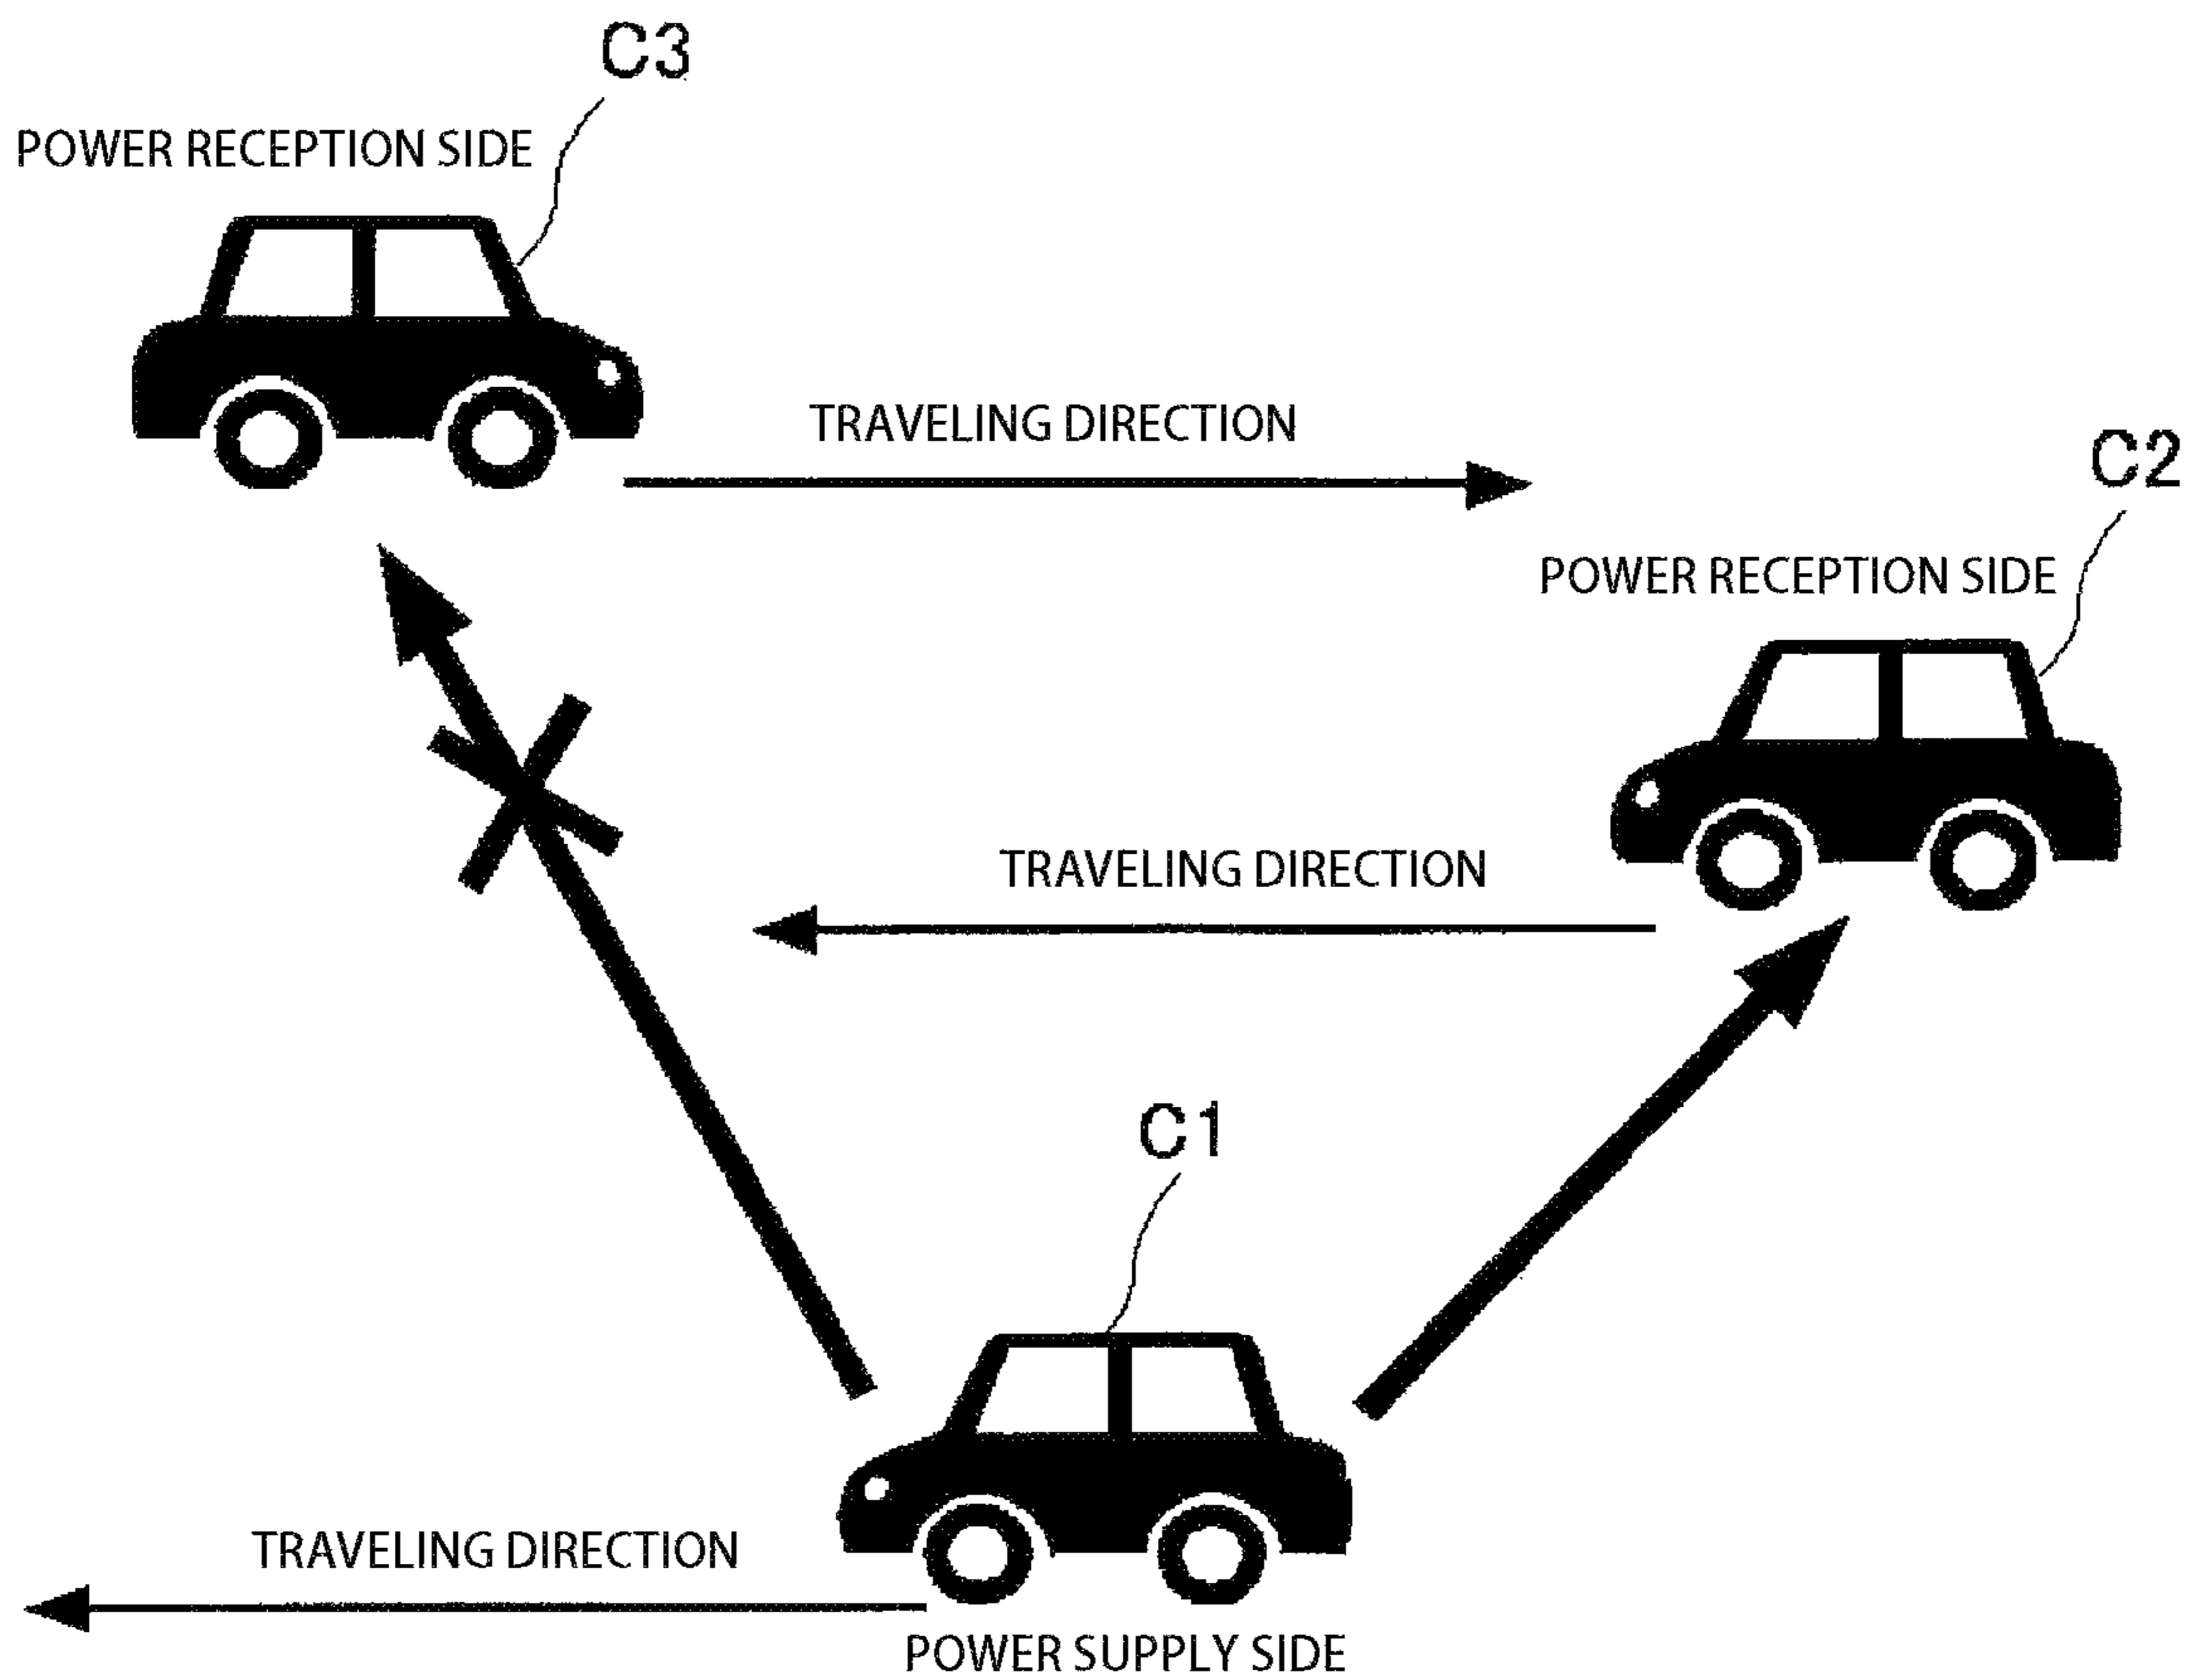 C3
POWER RECEPTION SIDE
TRAVELING DIRECTION
C2
POWER RECEPTION SIDE
TRAVELING DIRECTION
C1
TRAVELING DIRECTION
POWER SUPPLY SIDE